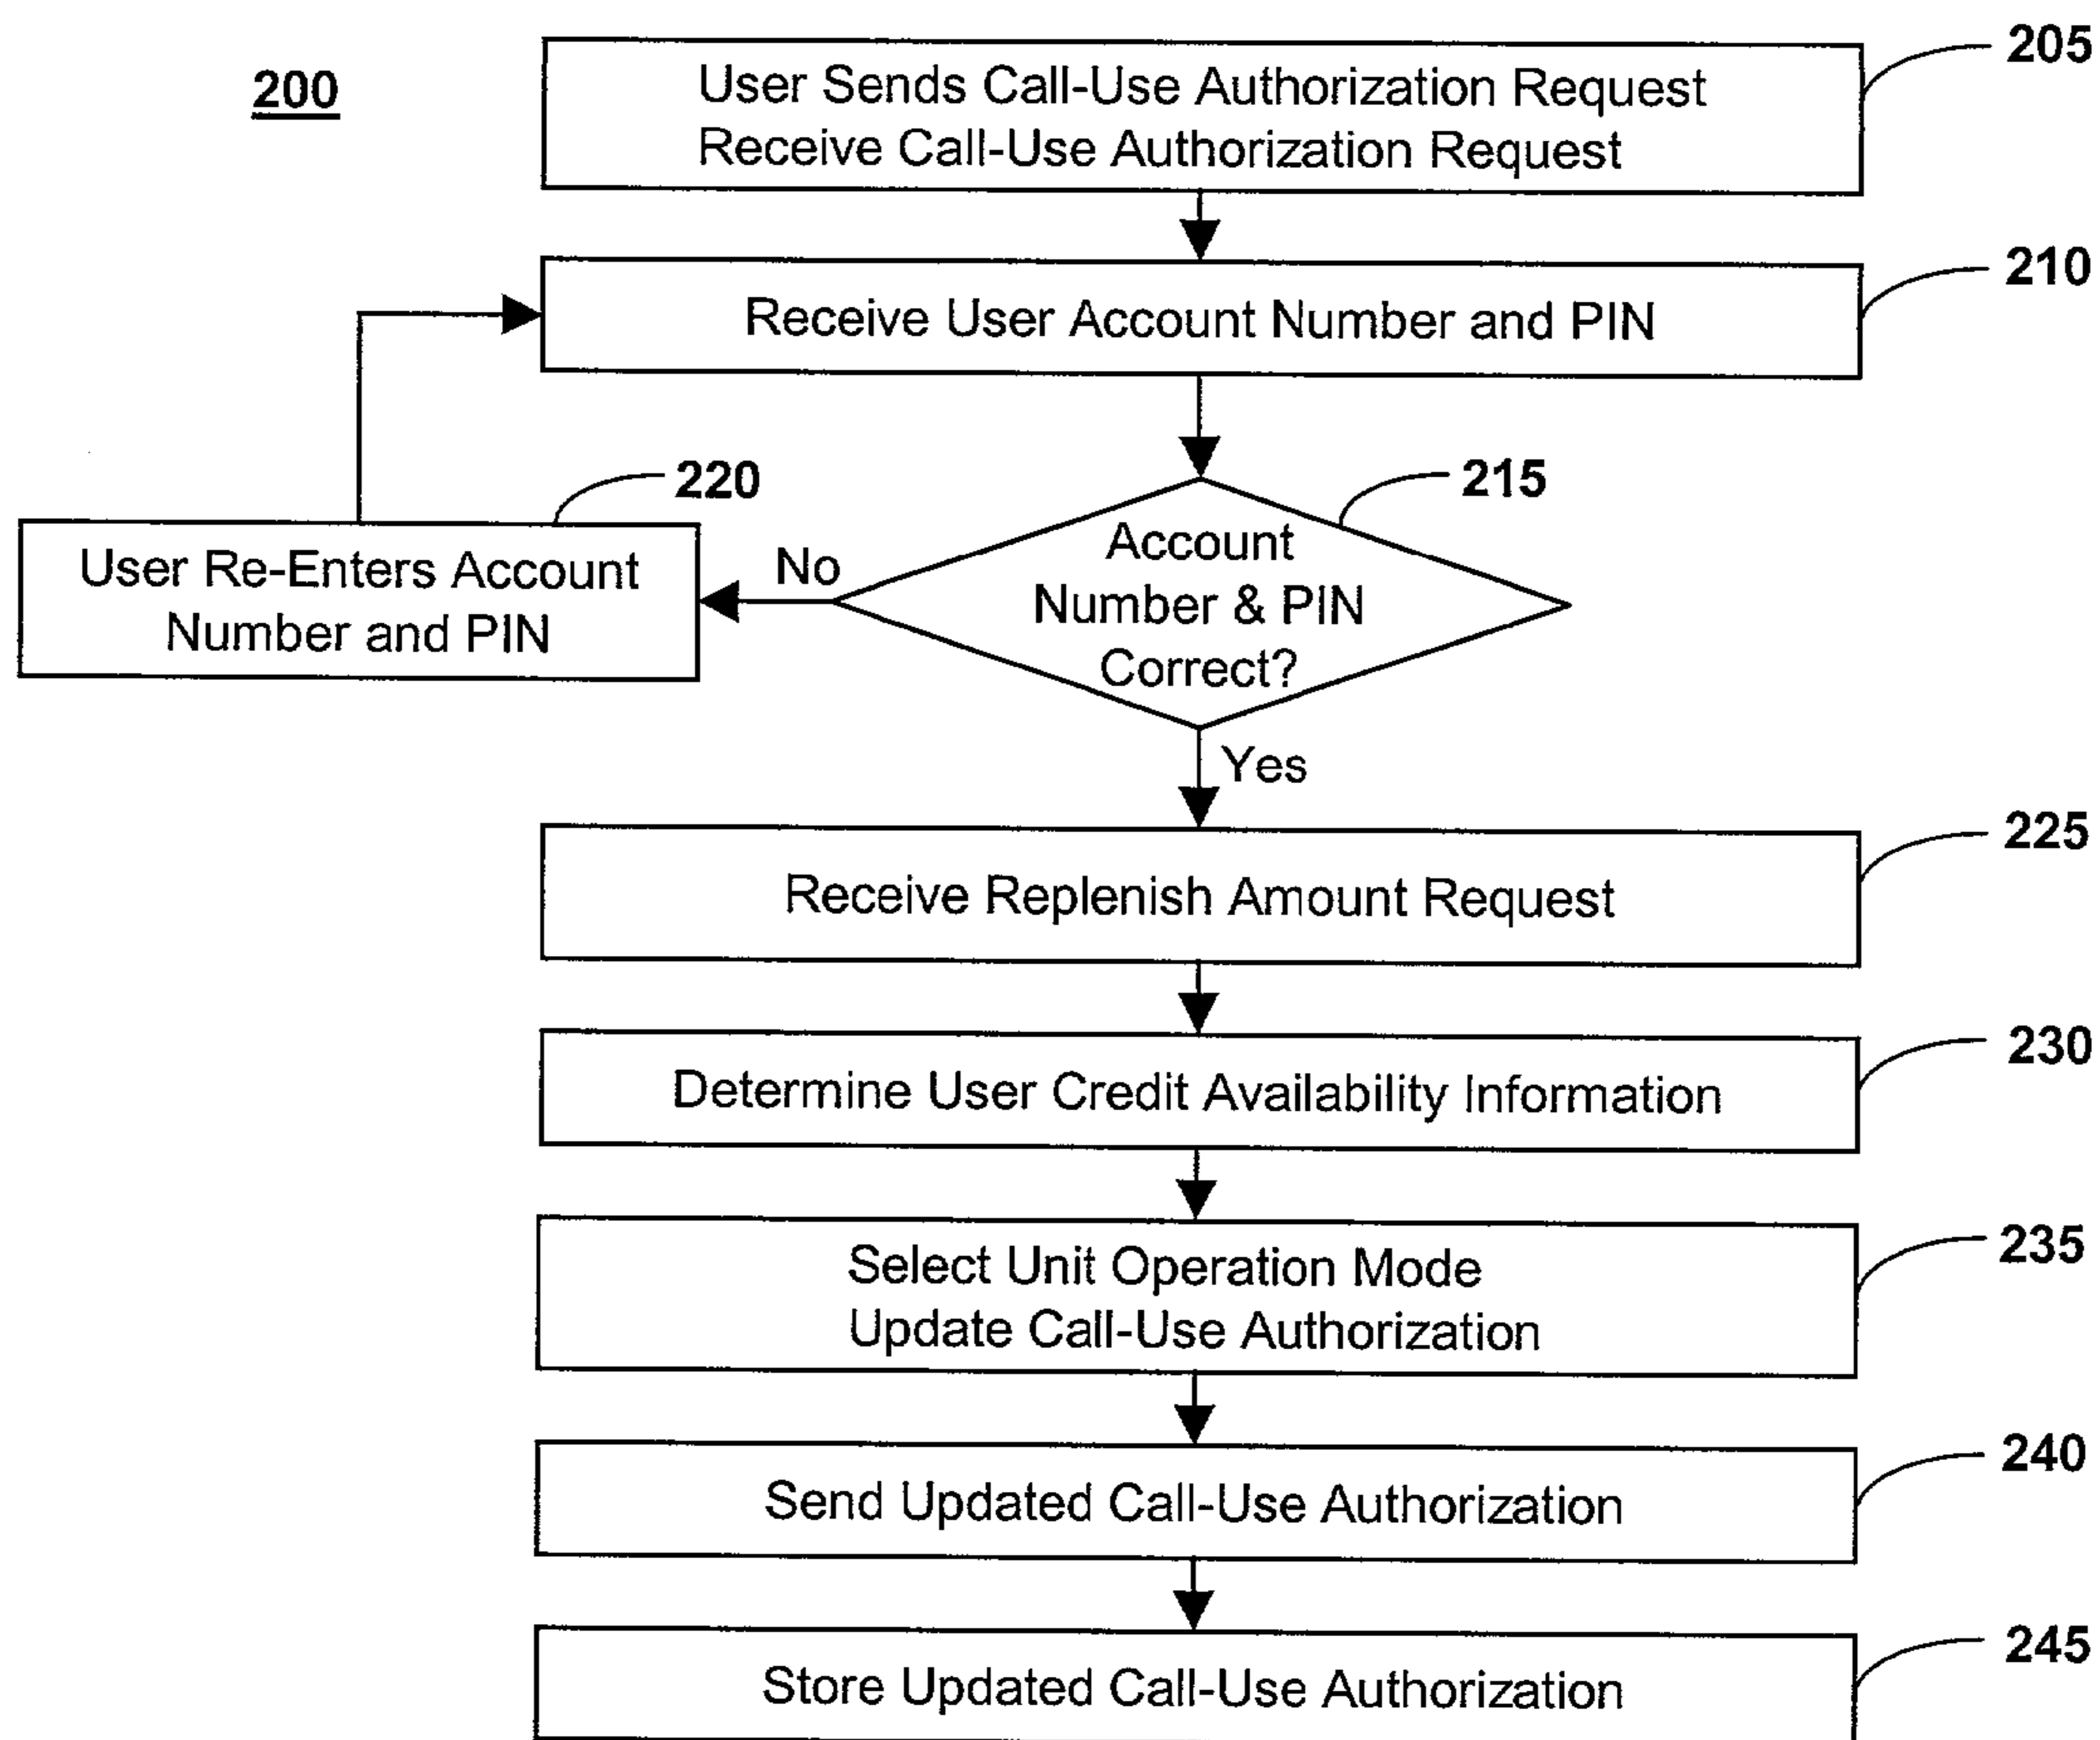 200
205
User Sends Call-Use Authorization Request
Receive Call-Use Authorization Request
210
Receive User Account Number and PIN
220
215
User Re-Enters Account
Number and PIN
No
Account
Number & PIN
Correct?
Yes
225
Receive Replenish Amount Request
230
Determine User Credit Availability Information
235
Select Unit Operation Mode
Update Call-Use Authorization
240
Send Updated Call-Use Authorization
245
Store Updated Call-Use Authorization